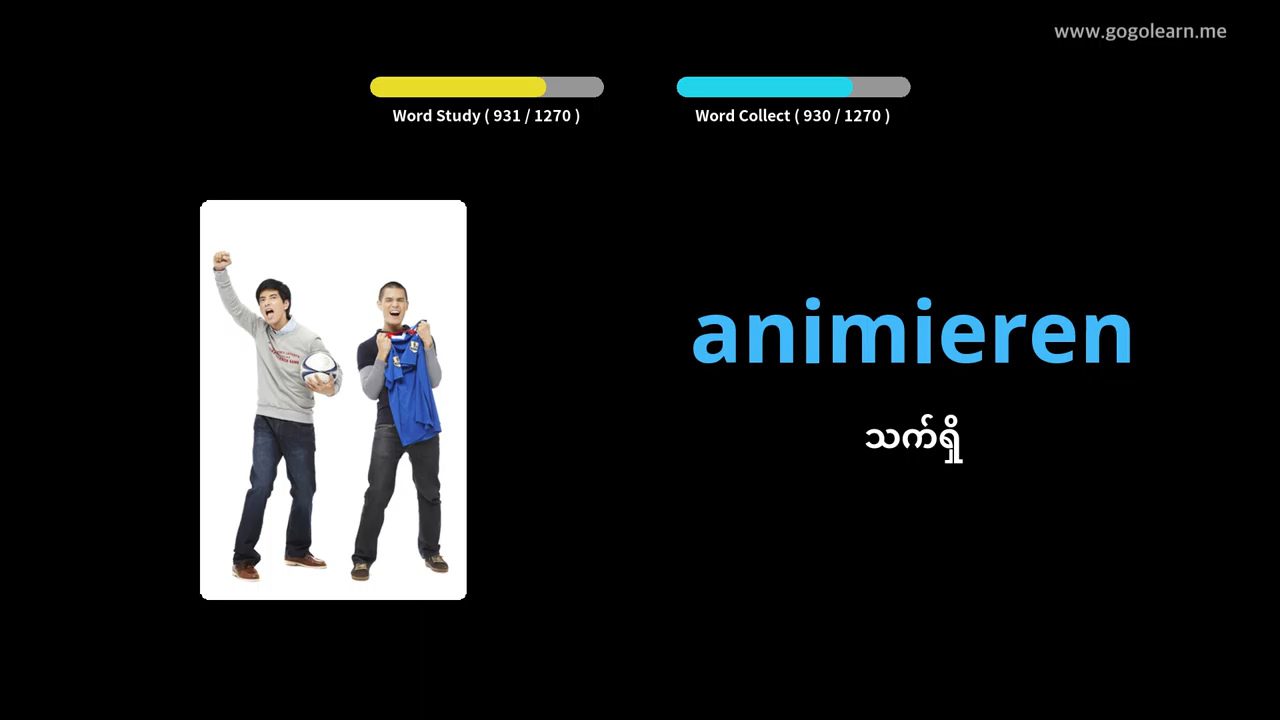 www.gogolearn.me
Word Study ( 931 / 1270 )
Word Collect ( 930 / 1270 )
animieren
သက်ရှိ